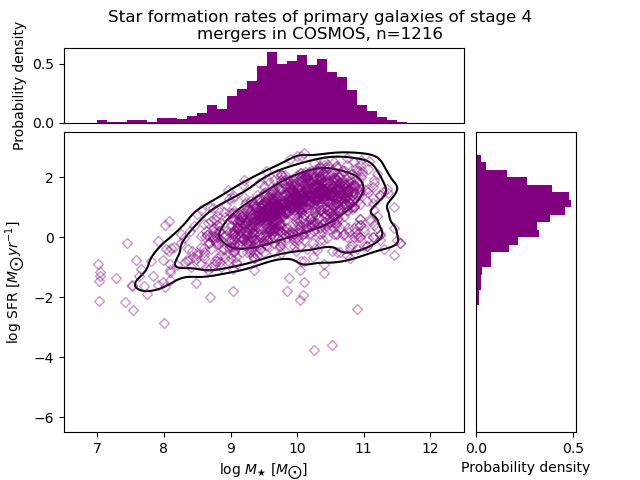 Star formation rates of primary galaxies of stage 4
mergers in COSMOS, n=1216
Probability density
0.5
0.0
log SFR [M⨀yr⁻¹]
2
0
−2
−4
−6
7 8 9 10 11 12
log M★ [M⨀]
0.0 0.5
Probability density